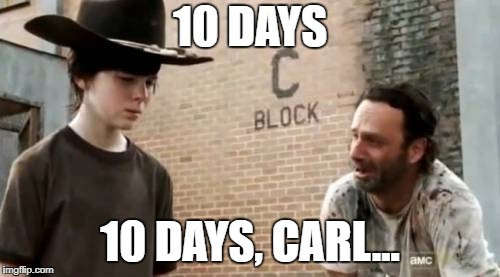 10 DAYS
C
BLOCK
10 DAYS, CARL...
amc
imgflip.com